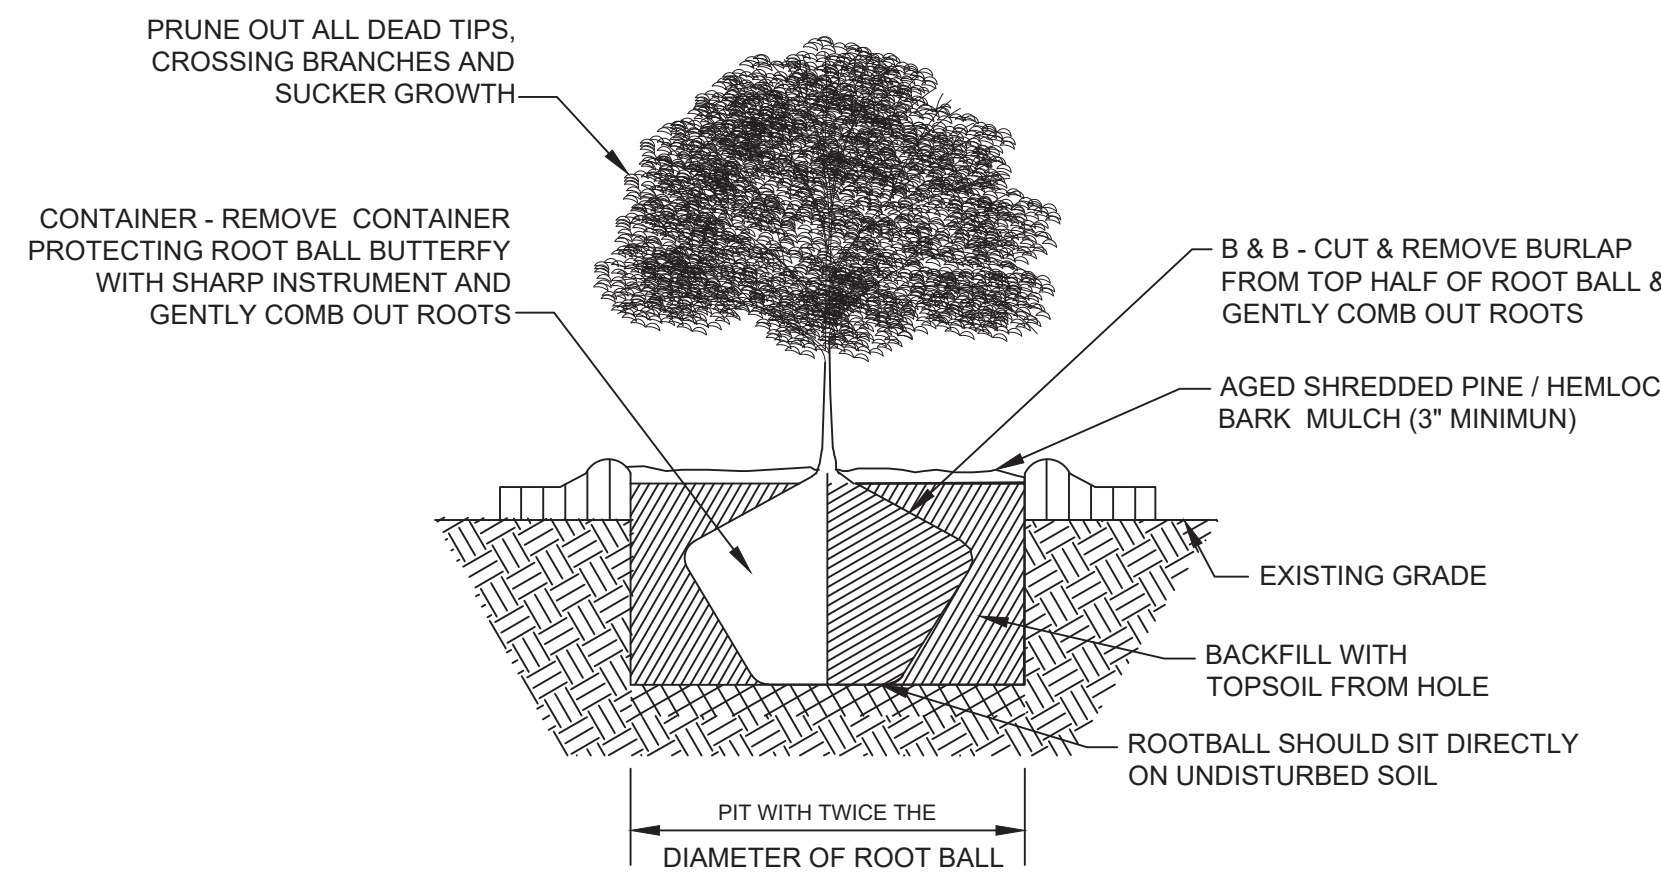 PRUNE OUT ALL DEAD TIPS,
CROSSING BRANCHES AND
SUCKER GROWTH
CONTAINER - REMOVE CONTAINER
PROTECTING ROOT BALL BUTTERFY
WITH SHARP INSTRUMENT AND
GENTLY COMB OUT ROOTS
B & B - CUT & REMOVE BURLAP
FROM TOP HALF OF ROOT BALL &
GENTLY COMB OUT ROOTS
AGED SHREDDED PINE / HEMLOC
BARK MULCH (3" MINIMUN)
EXISTING GRADE
BACKFILL WITH
TOPSOIL FROM HOLE
ROOTBALL SHOULD SIT DIRECTLY
ON UNDISTURBED SOIL
PIT WITH TWICE THE
DIAMETER OF ROOT BALL